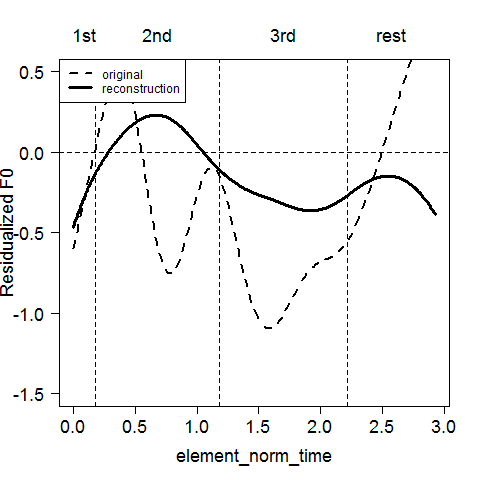 1st 2nd 3rd rest
original
reconstruction
0.5
0.0
-0.5
-1.0
-1.5
Residualized F0
0.0 0.5 1.0 1.5 2.0 2.5 3.0
element_norm_time